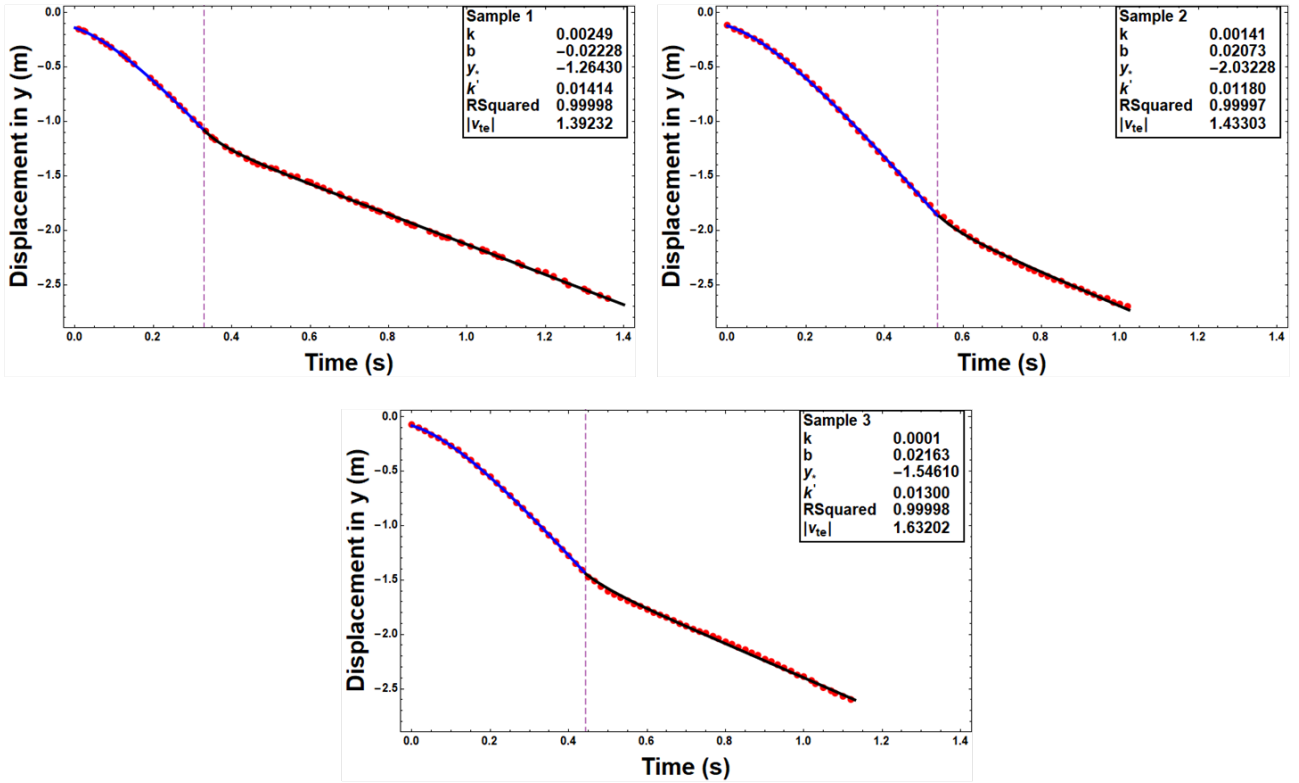 Sample 1
k 0.00249
b −0.02228
y* −1.26430
k' 0.01414
RSquared 0.99998
|vte| 1.39232
Displacement in y (m)
0.0
−0.5
−1.0
−1.5
−2.0
−2.5
0.0 0.2 0.4 0.6 0.8 1.0 1.2 1.4
Time (s)
Sample 2
k 0.00141
b 0.02073
y* −2.03228
k' 0.01180
RSquared 0.99997
|vte| 1.43303
Displacement in y (m)
0.0
−0.5
−1.0
−1.5
−2.0
−2.5
0.0 0.2 0.4 0.6 0.8 1.0 1.2 1.4
Time (s)
Sample 3
k 0.0001
b 0.02163
y* −1.54610
k' 0.01300
RSquared 0.99998
|vte| 1.63202
Displacement in y (m)
0.0
−0.5
−1.0
−1.5
−2.0
−2.5
0.0 0.2 0.4 0.6 0.8 1.0 1.2 1.4
Time (s)